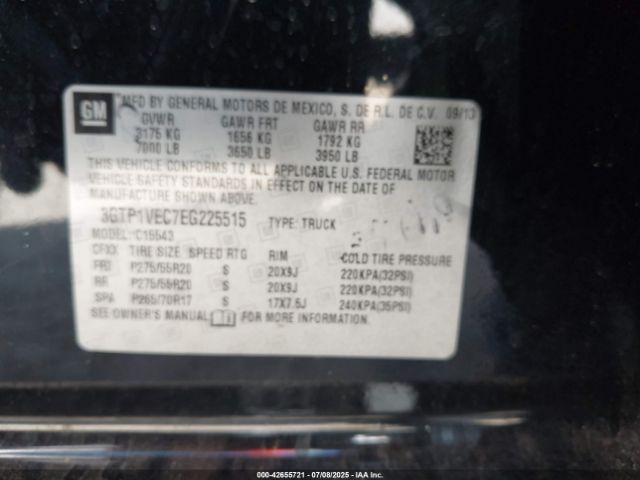 GM
MFD BY GENERAL MOTORS DE MEXICO, S. DE R.L. DE C.V. 09/13
GVWR GAWR FRT GAWR RR
3175 KG 1656 KG 1792 KG
7000 LB 3650 LB 3950 LB
THIS VEHICLE CONFORMS TO ALL APPLICABLE U.S. FEDERAL MOTOR
VEHICLE SAFETY STANDARDS IN EFFECT ON THE DATE OF
MANUFACTURE SHOWN ABOVE.
3GTP1VEC7EG225515 TYPE: TRUCK
MODEL: C15543
CFXX TIRE SIZE SPEED RTG RIM COLD TIRE PRESSURE
FRT P275/55R20 S 20X9J 220KPA(32PSI)
RR P275/55R20 S 20X9J 220KPA(32PSI)
SPA P265/70R17 S 17X7.5J 240KPA(35PSI)
SEE OWNER'S MANUAL FOR MORE INFORMATION.
000-42655721 | 07/08/2025 | IAAI.com